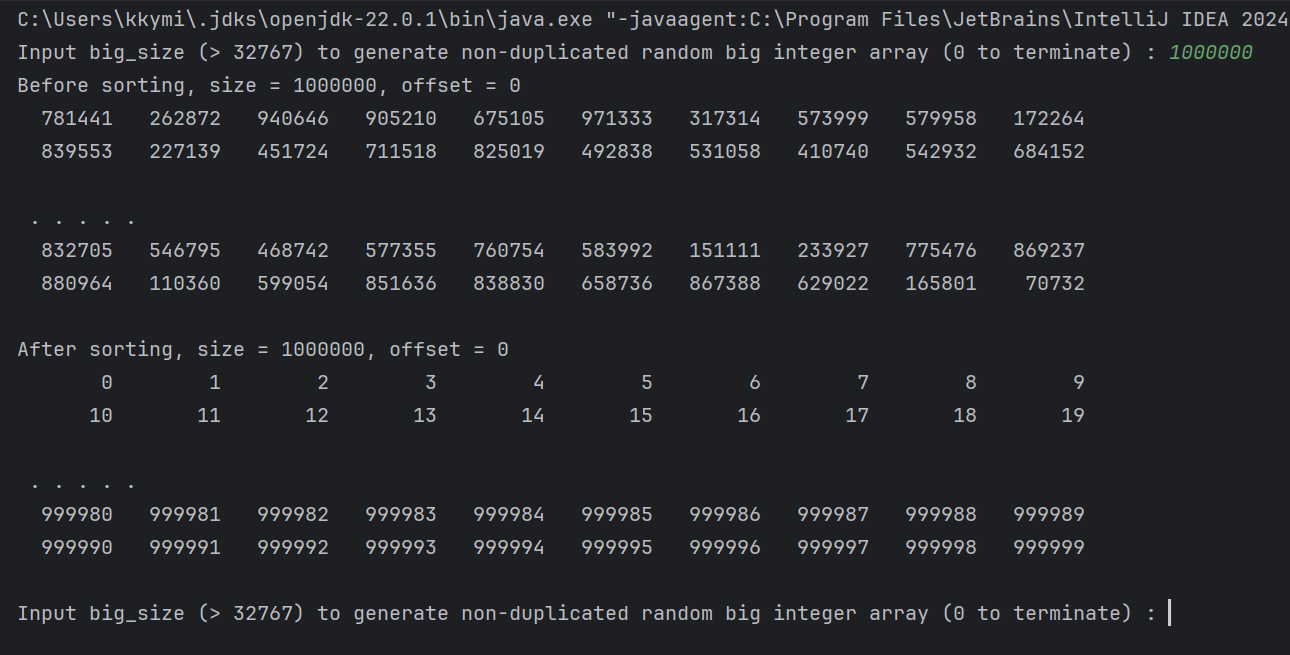 C:\Users\kkymi\.jdks\openjdk-22.0.1\bin\java.exe "-javaagent:C:\Program Files\JetBrains\IntelliJ IDEA 2024
Input big_size (> 32767) to generate non-duplicated random big integer array (0 to terminate) : 1000000
Before sorting, size = 1000000, offset = 0
781441 262872 940646 905210 675105 971333 317314 573999 579958 172264
839553 227139 451724 711518 825019 492838 531058 410740 542932 684152
. . . . .
832705 546795 468742 577355 760754 583992 151111 233927 775476 869237
880964 110360 599054 851636 838830 658736 867388 629022 165801 70732
After sorting, size = 1000000, offset = 0
0 1 2 3 4 5 6 7 8 9
10 11 12 13 14 15 16 17 18 19
. . . . .
999980 999981 999982 999983 999984 999985 999986 999987 999988 999989
999990 999991 999992 999993 999994 999995 999996 999997 999998 999999
Input big_size (> 32767) to generate non-duplicated random big integer array (0 to terminate) :